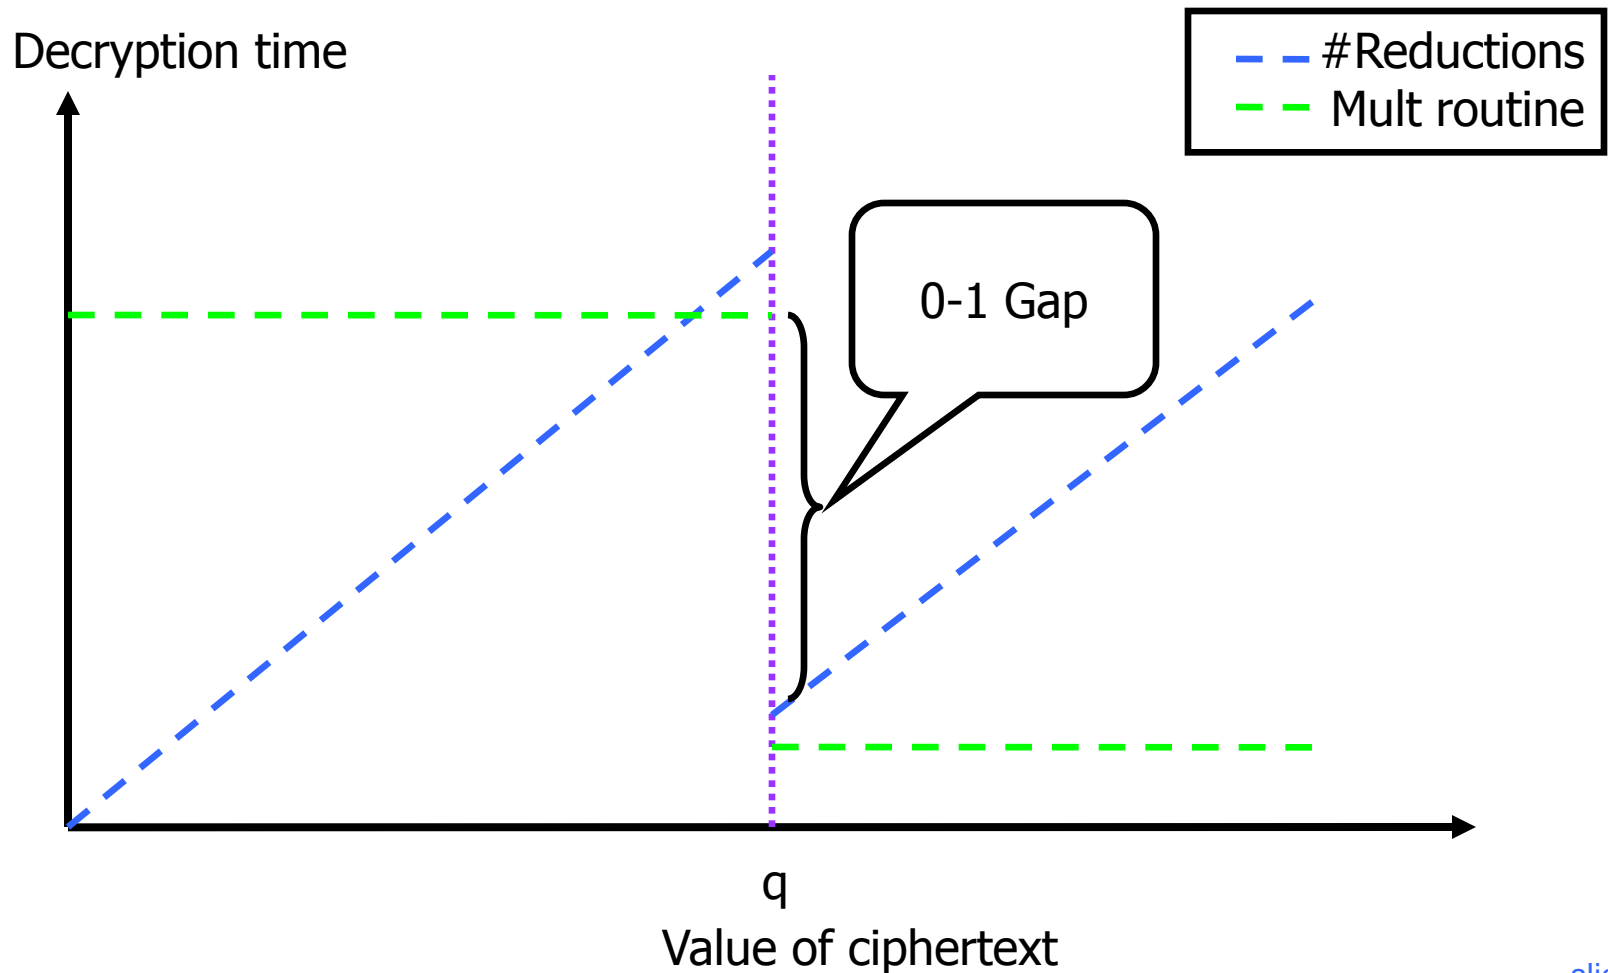 Decryption time
#Reductions
Mult routine
0-1 Gap
q
Value of ciphertext